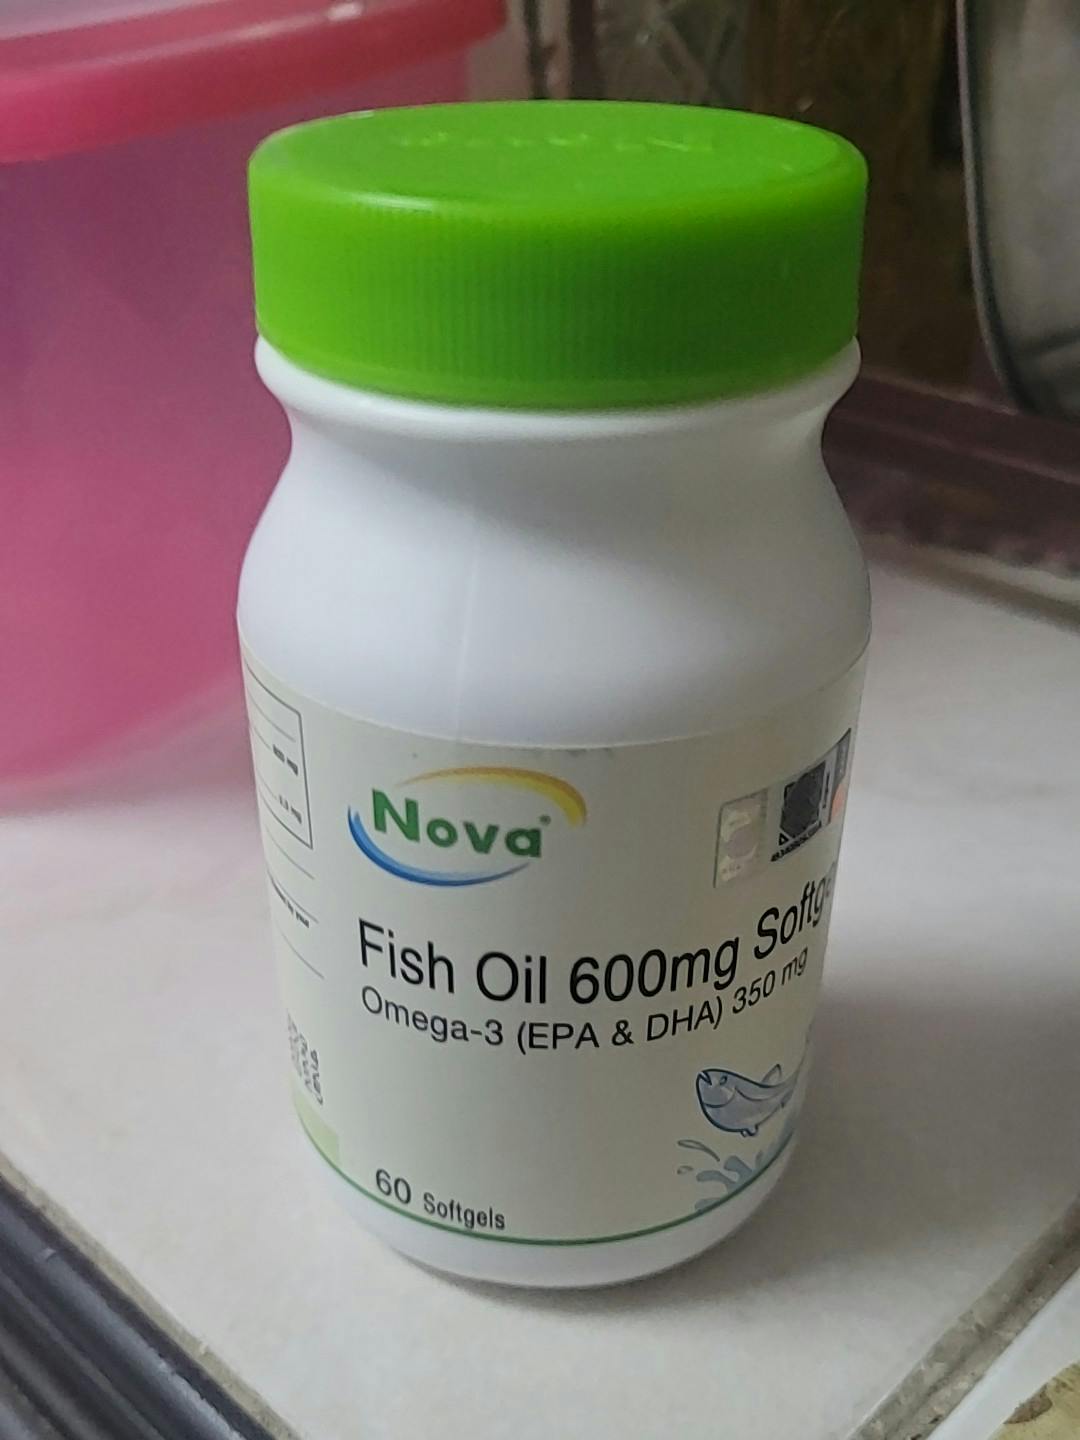 Nova®
Fish Oil 600mg
Omega-3 (EPA & DHA) 350 mg
60 Softgels